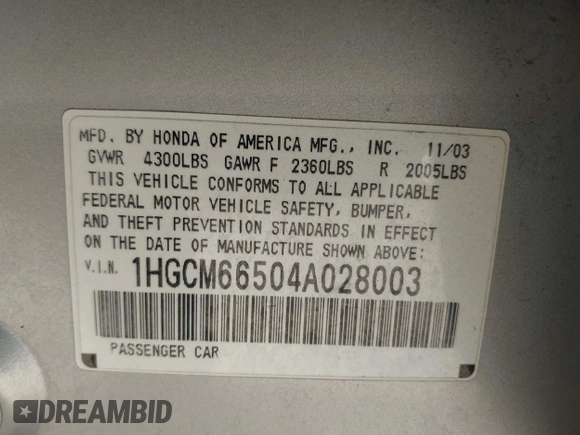 MFD. BY HONDA OF AMERICA MFG., INC. 11/03
GVWR 4300LBS GAWR F 2360LBS R 2005LBS
THIS VEHICLE CONFORMS TO ALL APPLICABLE
FEDERAL MOTOR VEHICLE SAFETY, BUMPER,
AND THEFT PREVENTION STANDARDS IN EFFECT
ON THE DATE OF MANUFACTURE SHOWN ABOVE:
V.I.N. 1HGCM66504A028003
PASSENGER CAR
DREAMBID